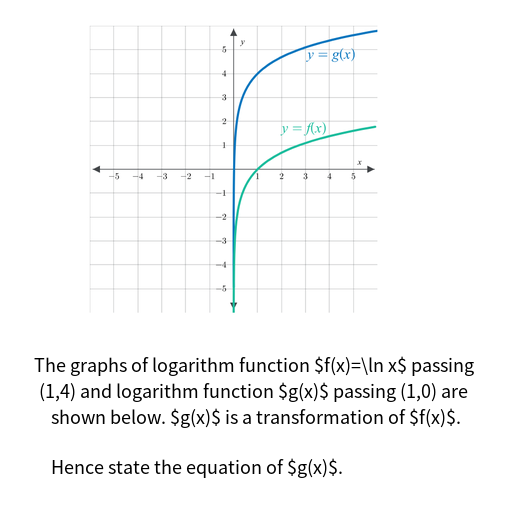 y
5
y = g(x)
4
3
2
y = f(x)
1
x
-5 -4 -3 -2 -1 1 2 3 4 5
-1
-2
-3
-4
-5
The graphs of logarithm function $f(x)=\ln x$ passing
(1,4) and logarithm function $g(x)$ passing (1,0) are
shown below. $g(x)$ is a transformation of $f(x)$.
Hence state the equation of $g(x)$.